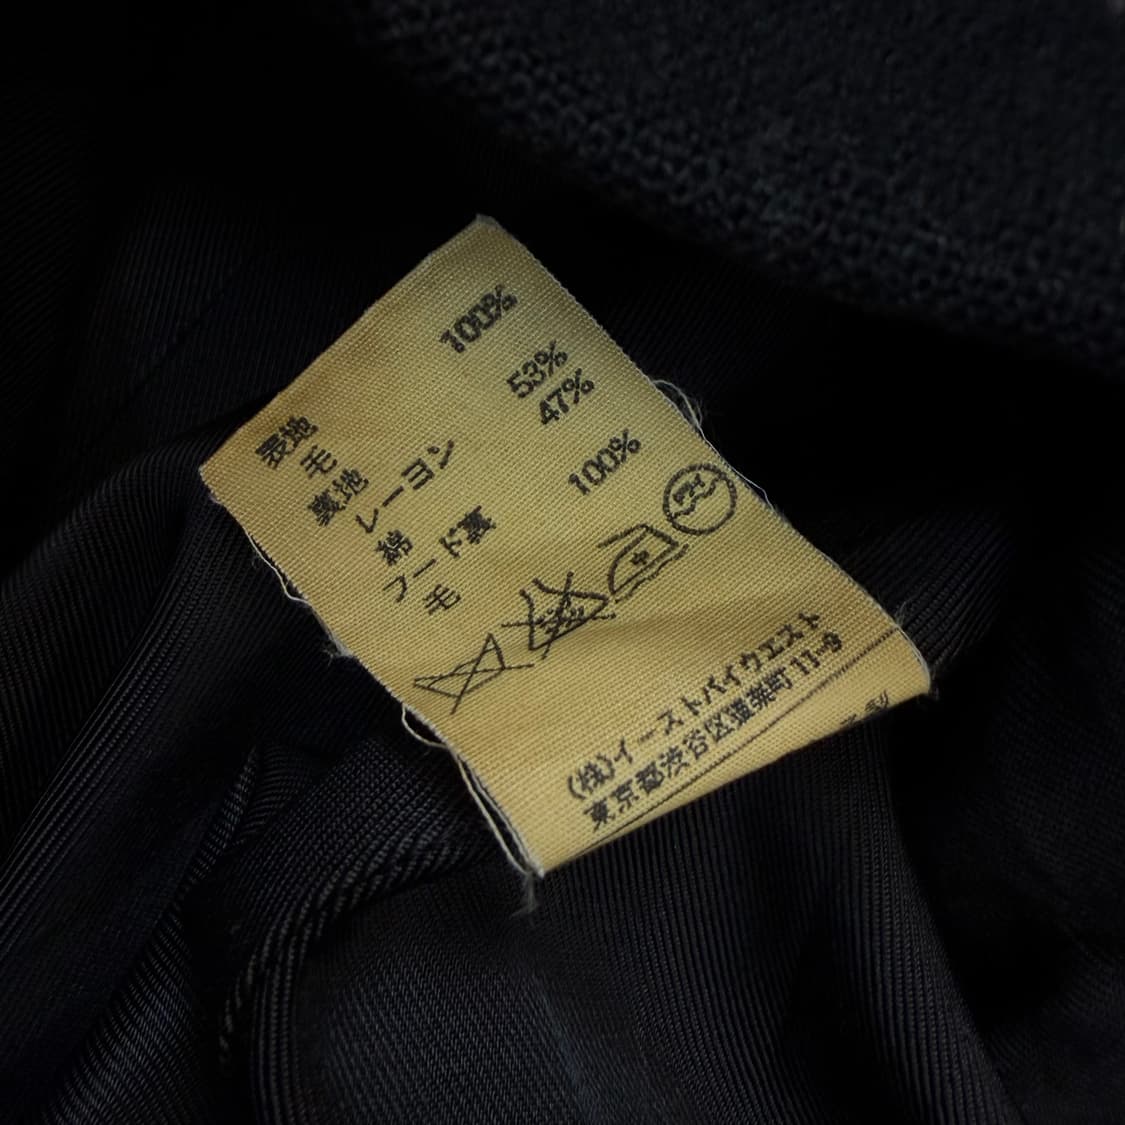 表地
毛 100%
裏地
レーヨン 53%
綿 47%
フード裏
毛 100%
(株)イーストバイウエスト
東京都渋谷区猿楽町11-9
製